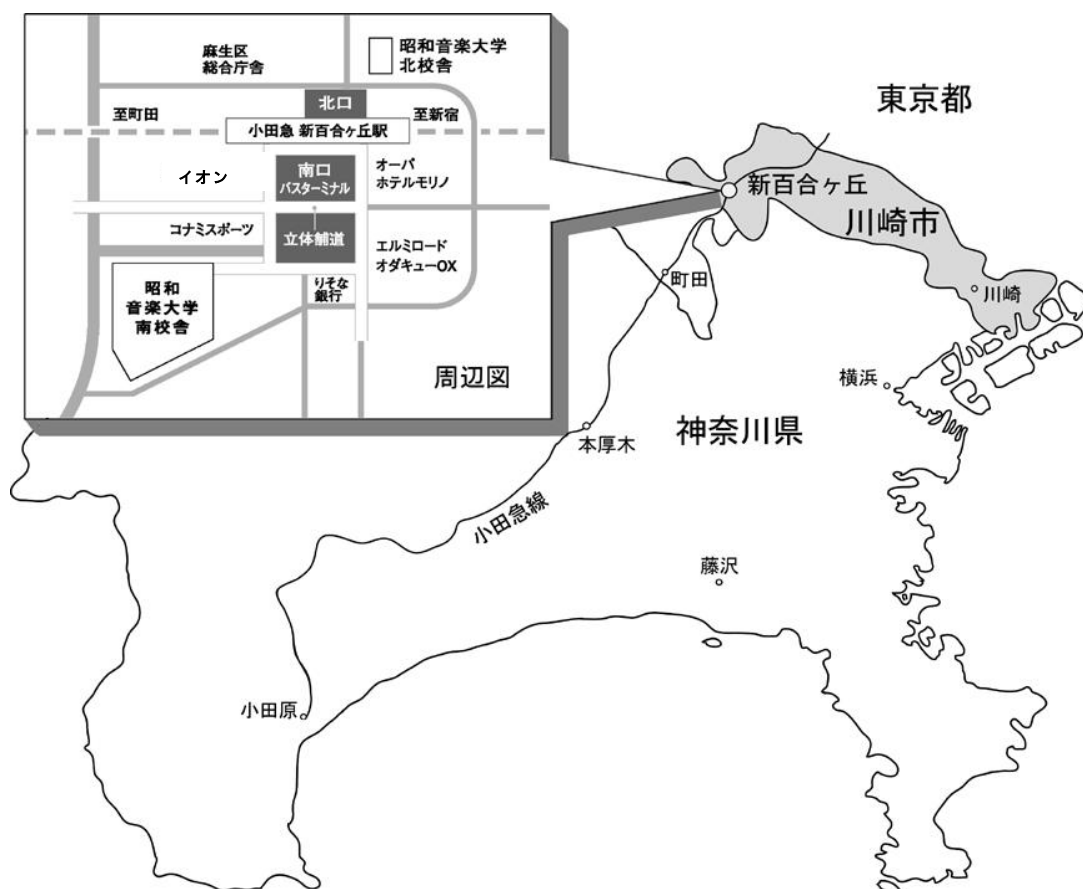 麻生区
総合庁舎
昭和音楽大学
北校舎
北口
至町田
至新宿
小田急 新百合ヶ丘駅
イオン
南口
バスターミナル
オーパ
ホテルモリノ
コナミスポーツ
立体舗道
エルミロード
オダキューOX
りそな
銀行
昭和
音楽大学
南校舎
周辺図
東京都
新百合ヶ丘
川崎市
町田
川崎
横浜
神奈川県
本厚木
小田急線
藤沢
小田原